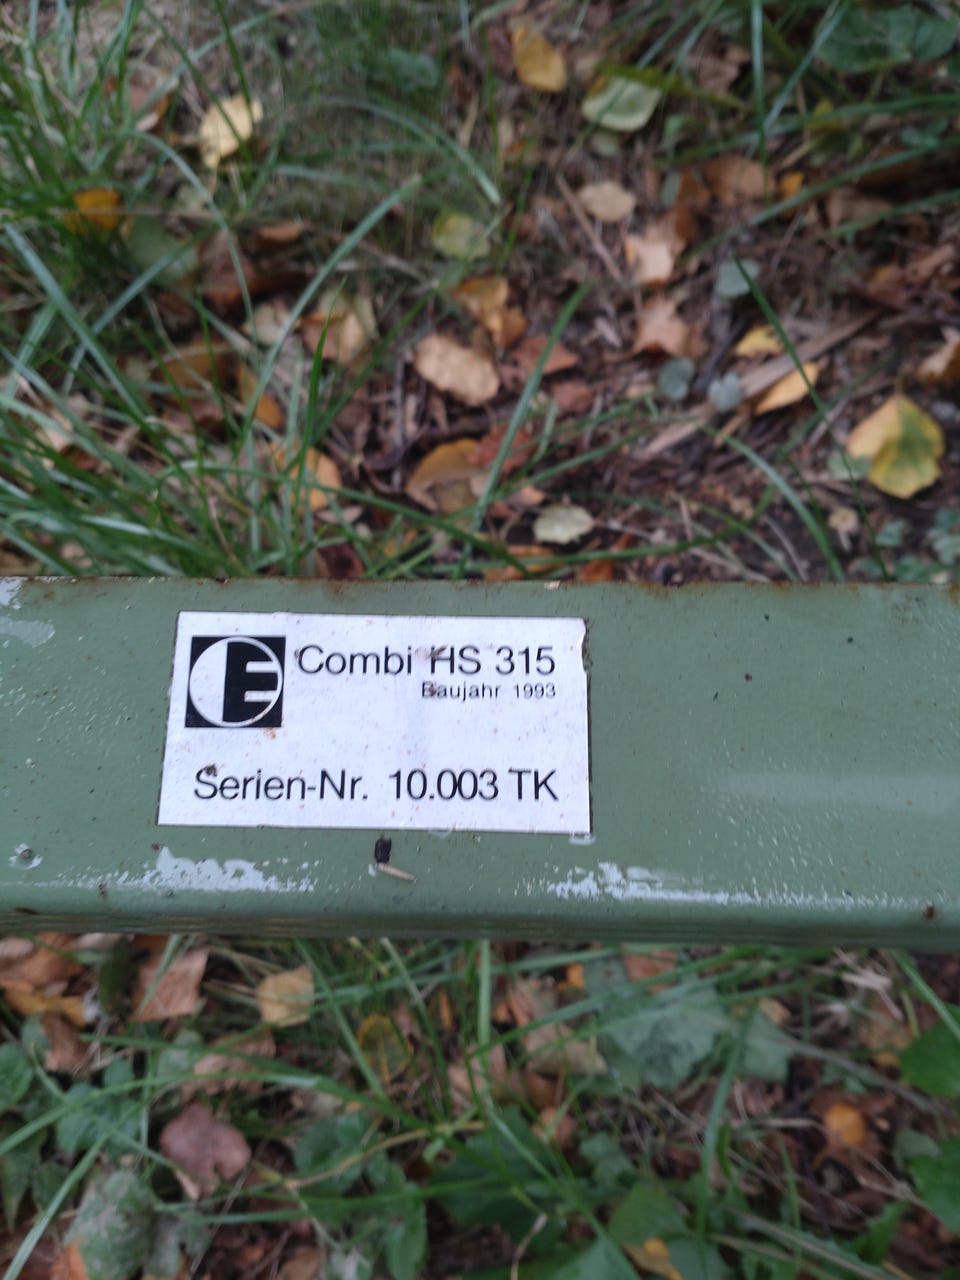 E
Combi HS 315
Baujahr 1993
Serien-Nr. 10.003 TK